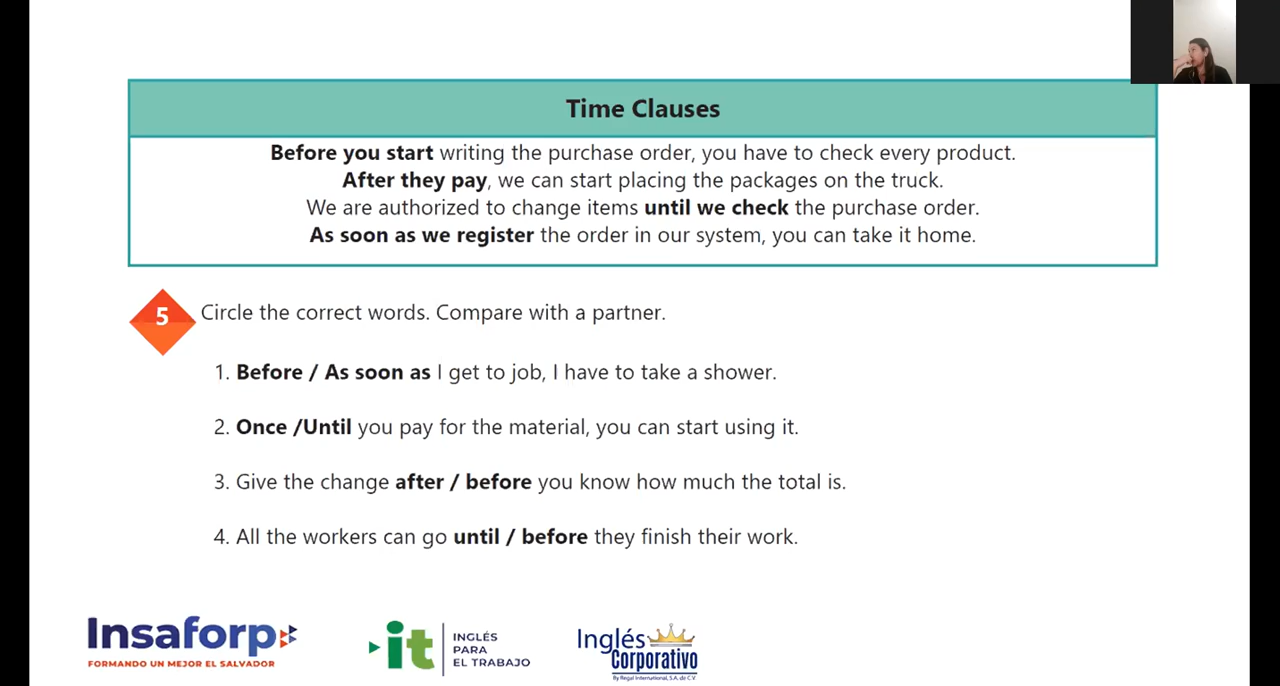 Time Clauses
Before you start writing the purchase order, you have to check every product.
After they pay, we can start placing the packages on the truck.
We are authorized to change items until we check the purchase order.
As soon as we register the order in our system, you can take it home.
5 Circle the correct words. Compare with a partner.
1. Before / As soon as I get to job, I have to take a shower.
2. Once /Until you pay for the material, you can start using it.
3. Give the change after / before you know how much the total is.
4. All the workers can go until / before they finish their work.
Insaforp
FORMANDO UN MEJOR EL SALVADOR
it
INGLÉS
PARA
EL TRABAJO
Inglés
Corporativo
By Regal International, S.A. de C.V.